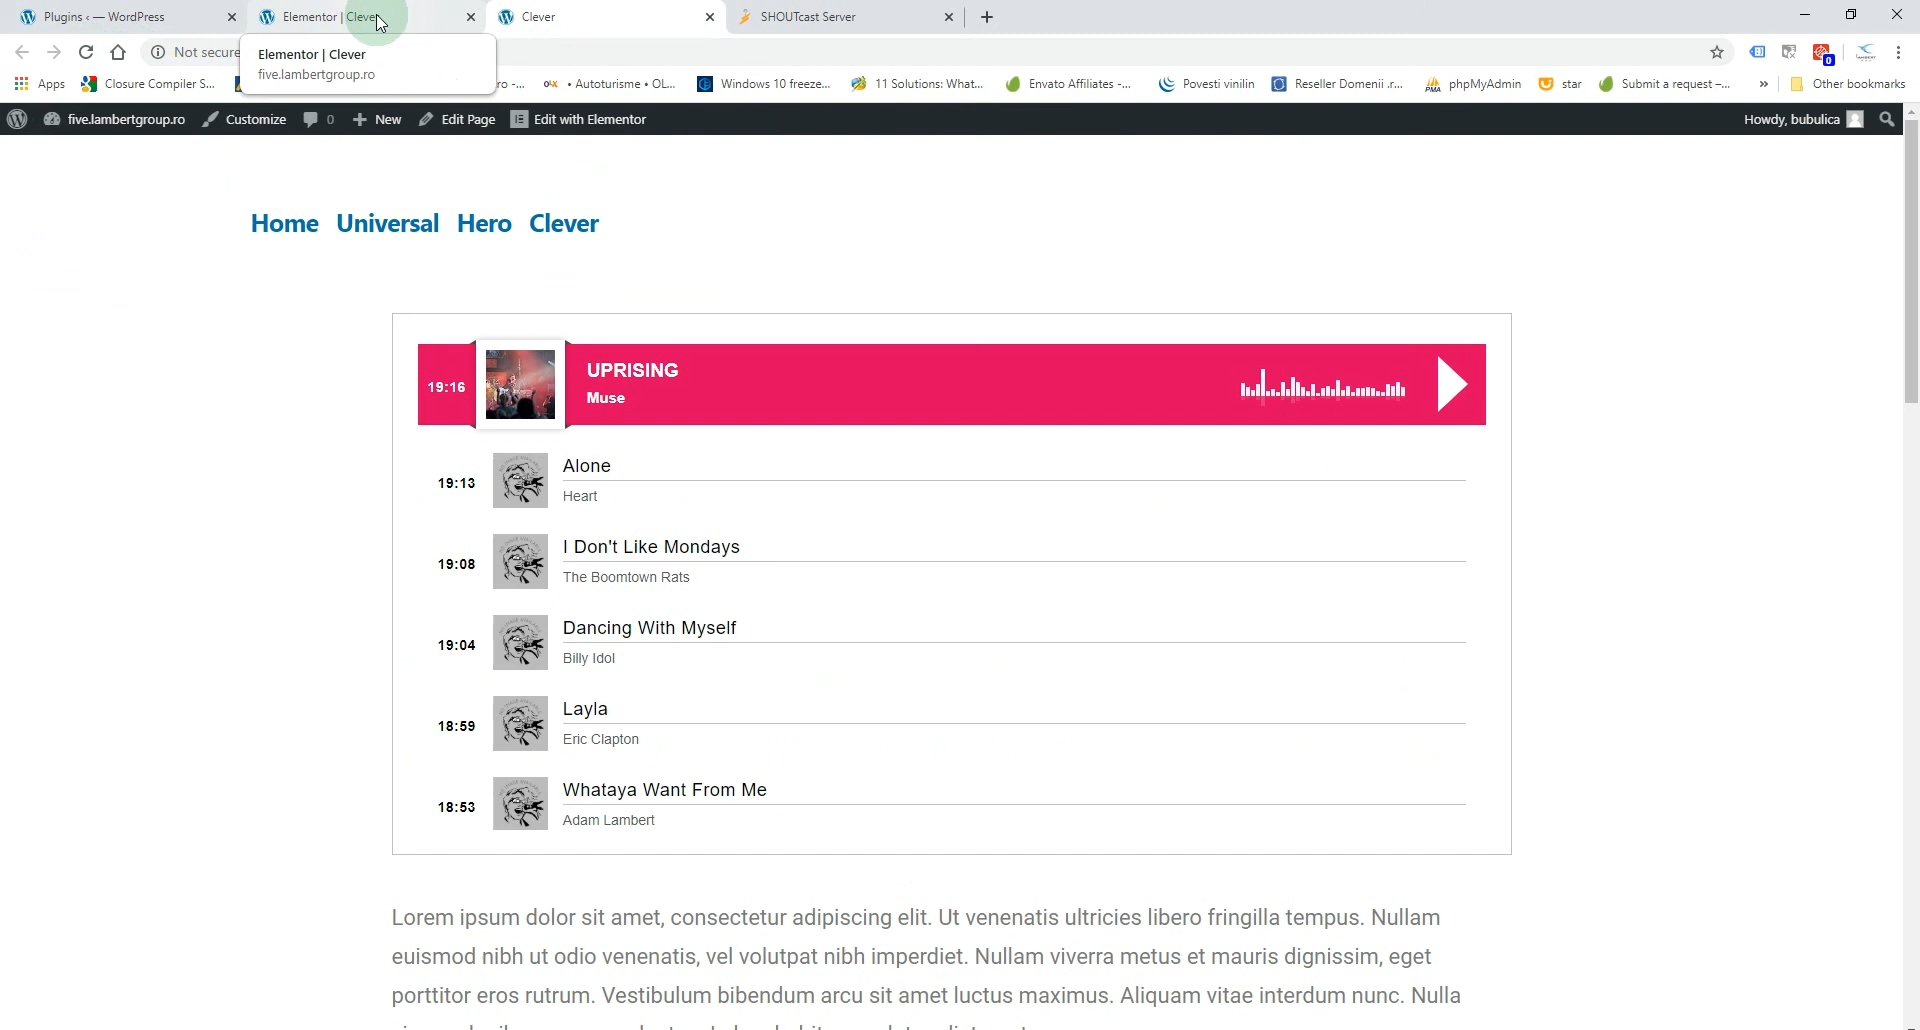 Plugins ‹ — WordPress
Elementor | Clever
Clever
SHOUTcast Server
Not secure
Elementor | Clever
five.lambertgroup.ro
Apps
Closure Compiler S...
ro -...
• Autoturisme • OL...
Windows 10 freeze...
11 Solutions: What...
Envato Affiliates -...
Povesti vinilin
Reseller Domenii .r...
phpMyAdmin
star
Submit a request –...
»
Other bookmarks
five.lambertgroup.ro
Customize
0
New
Edit Page
Edit with Elementor
Howdy, bubulica
Home Universal Hero Clever
19:16
UPRISING
Muse
19:13
Alone
Heart
19:08
I Don't Like Mondays
The Boomtown Rats
19:04
Dancing With Myself
Billy Idol
18:59
Layla
Eric Clapton
18:53
Whataya Want From Me
Adam Lambert
Lorem ipsum dolor sit amet, consectetur adipiscing elit. Ut venenatis ultricies libero fringilla tempus. Nullam
euismod nibh ut odio venenatis, vel volutpat nibh imperdiet. Nullam viverra metus et mauris dignissim, eget
porttitor eros rutrum. Vestibulum bibendum arcu sit amet luctus maximus. Aliquam vitae interdum nunc. Nulla